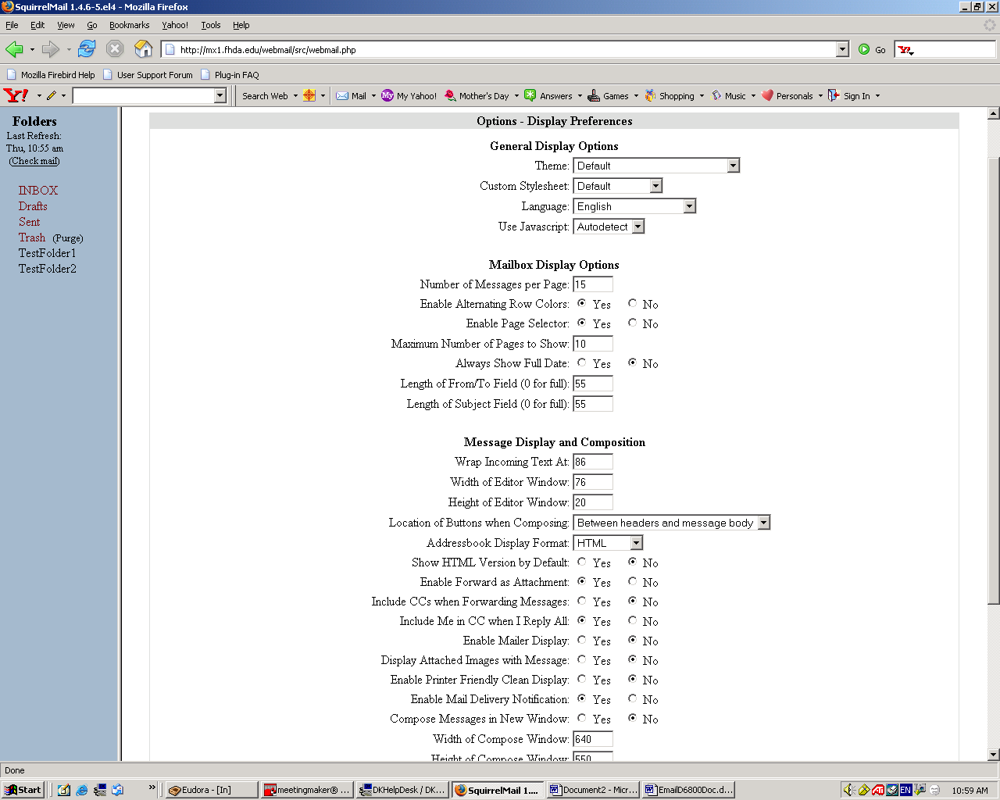 SquirrelMail 1.4.6-5.el4 - Mozilla Firefox
File Edit View Go Bookmarks Yahoo! Tools Help
http://mx1.fhda.edu/webmail/src/webmail.php Go Y!
Mozilla Firebird Help User Support Forum Plug-in FAQ
Y! Search Web Mail My My Yahoo! Mother's Day Answers Games Shopping Music Personals Sign In
Folders
Last Refresh:
Thu, 10:55 am
(Check mail)
INBOX
Drafts
Sent
Trash (Purge)
TestFolder1
TestFolder2
Options - Display Preferences
General Display Options
Theme: Default
Custom Stylesheet: Default
Language: English
Use Javascript: Autodetect
Mailbox Display Options
Number of Messages per Page: 15
Enable Alternating Row Colors: Yes No
Enable Page Selector: Yes No
Maximum Number of Pages to Show: 10
Always Show Full Date: Yes No
Length of From/To Field (0 for full): 55
Length of Subject Field (0 for full): 55
Message Display and Composition
Wrap Incoming Text At: 86
Width of Editor Window: 76
Height of Editor Window: 20
Location of Buttons when Composing: Between headers and message body
Addressbook Display Format: HTML
Show HTML Version by Default: Yes No
Enable Forward as Attachment: Yes No
Include CCs when Forwarding Messages: Yes No
Include Me in CC when I Reply All: Yes No
Enable Mailer Display: Yes No
Display Attached Images with Message: Yes No
Enable Printer Friendly Clean Display: Yes No
Enable Mail Delivery Notification: Yes No
Compose Messages in New Window: Yes No
Width of Compose Window: 640
Height of Compose Window: 550
Done
Start » Eudora - [In] meetingmaker® ... DKHelpDesk / DK... SquirrelMail 1.... Document2 - Micr... EmailD6800Doc.d... EN 10:59 AM